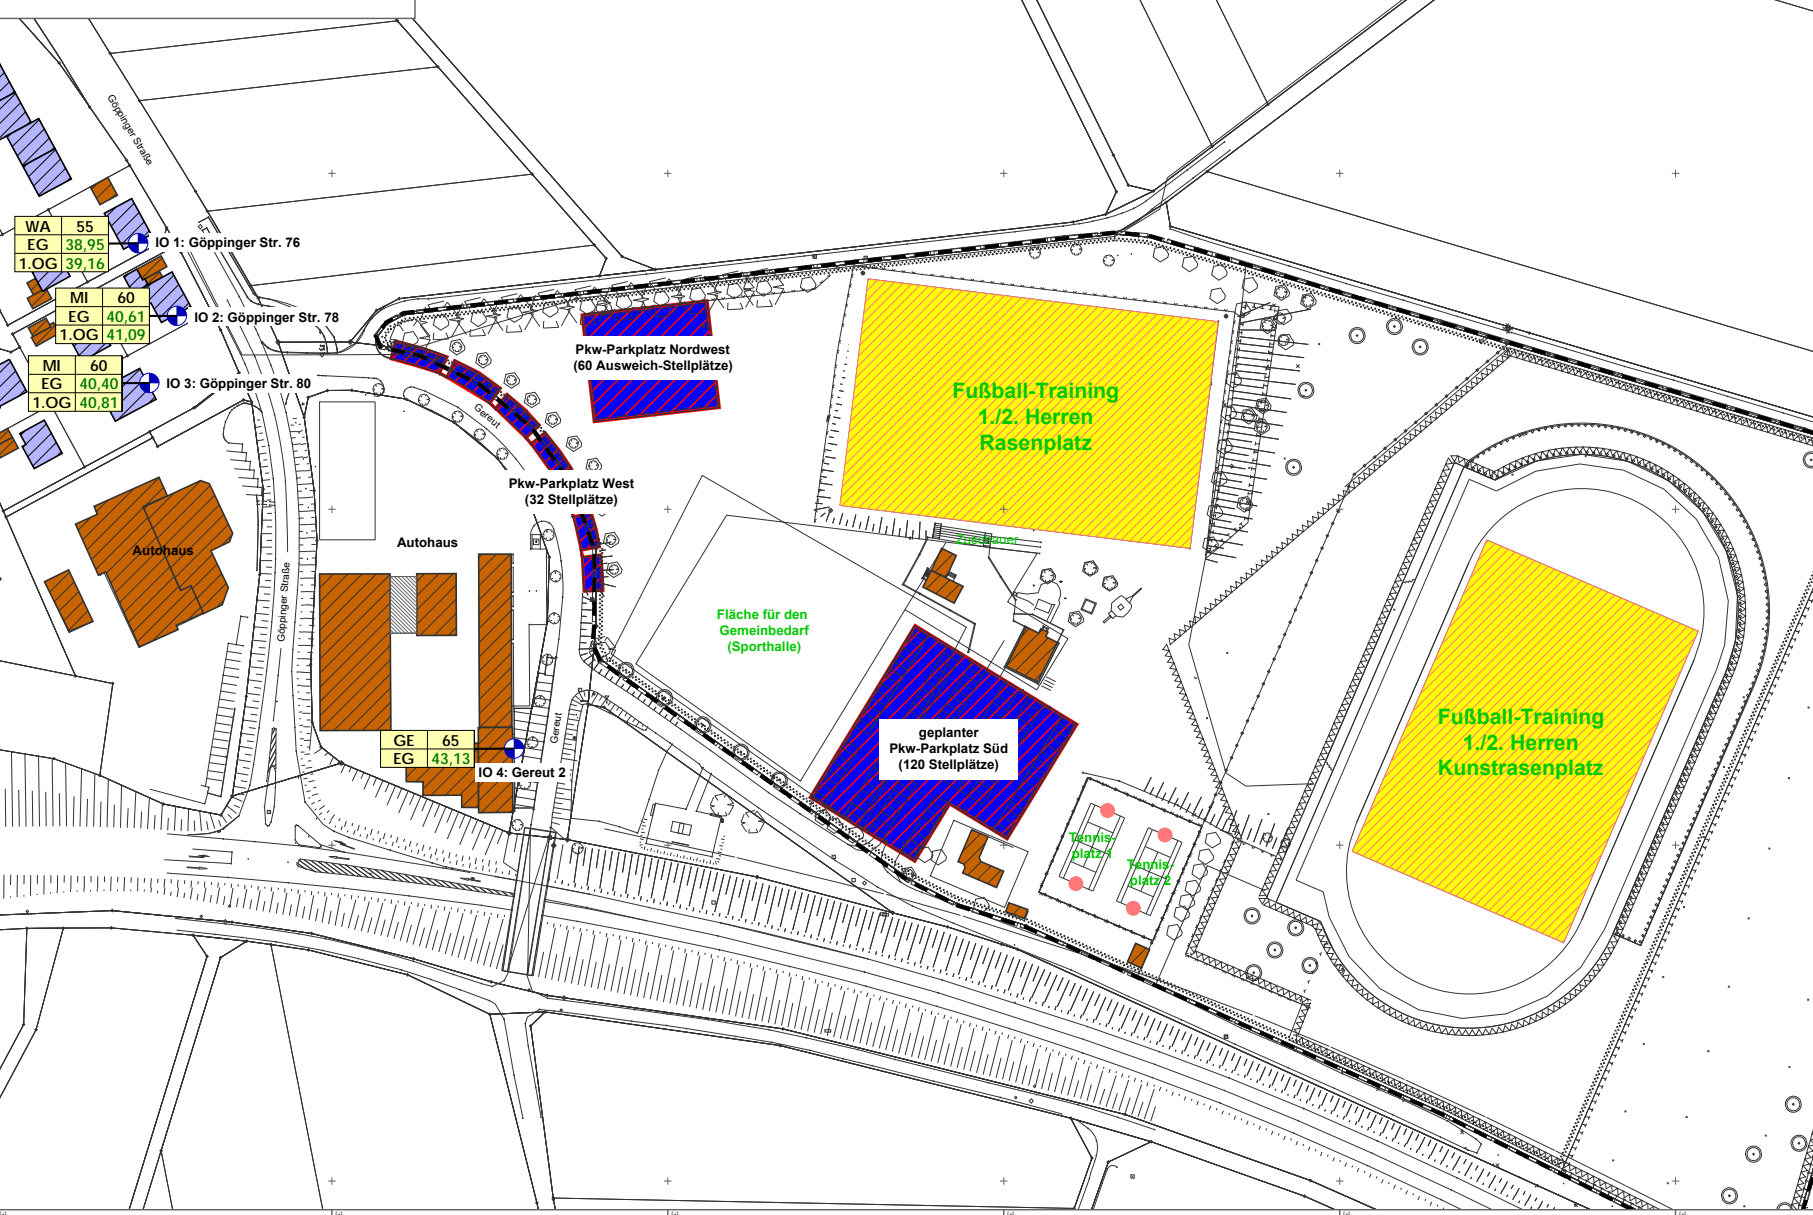 Göppinger Straße
WA 55
EG 38,95
1.OG 39,16
IO 1: Göppinger Str. 76
MI 60
EG 40,61
1.OG 41,09
IO 2: Göppinger Str. 78
MI 60
EG 40,40
1.OG 40,81
IO 3: Göppinger Str. 80
Pkw-Parkplatz Nordwest
(60 Ausweich-Stellplätze)
Gereut
Fußball-Training
1./2. Herren
Rasenplatz
Pkw-Parkplatz West
(32 Stellplätze)
Autohaus
Autohaus
Zuschauer
Göppinger Straße
Fläche für den
Gemeinbedarf
(Sporthalle)
Gereut
GE 65
EG 43,13
IO 4: Gereut 2
geplanter
Pkw-Parkplatz Süd
(120 Stellplätze)
Fußball-Training
1./2. Herren
Kunstrasenplatz
Tennis-
platz 1
Tennis-
platz 2